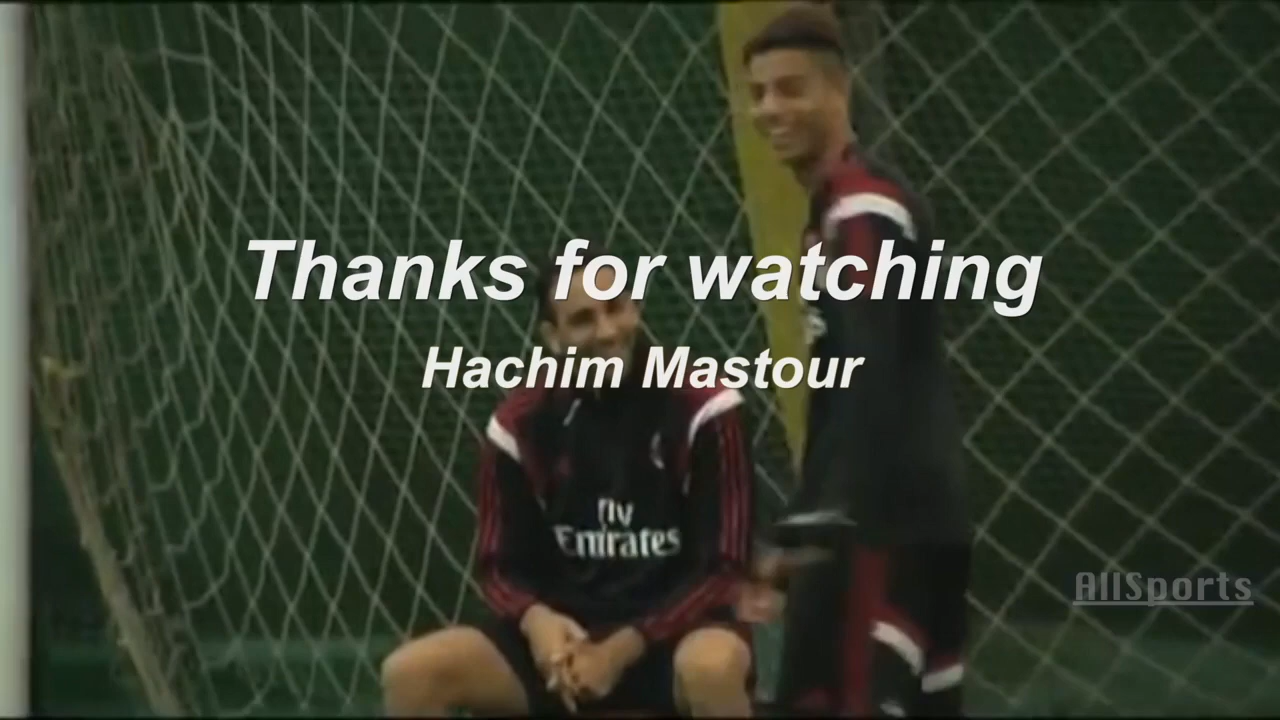 Thanks for watching
Hachim Mastour
fly
Emirates
AllSports